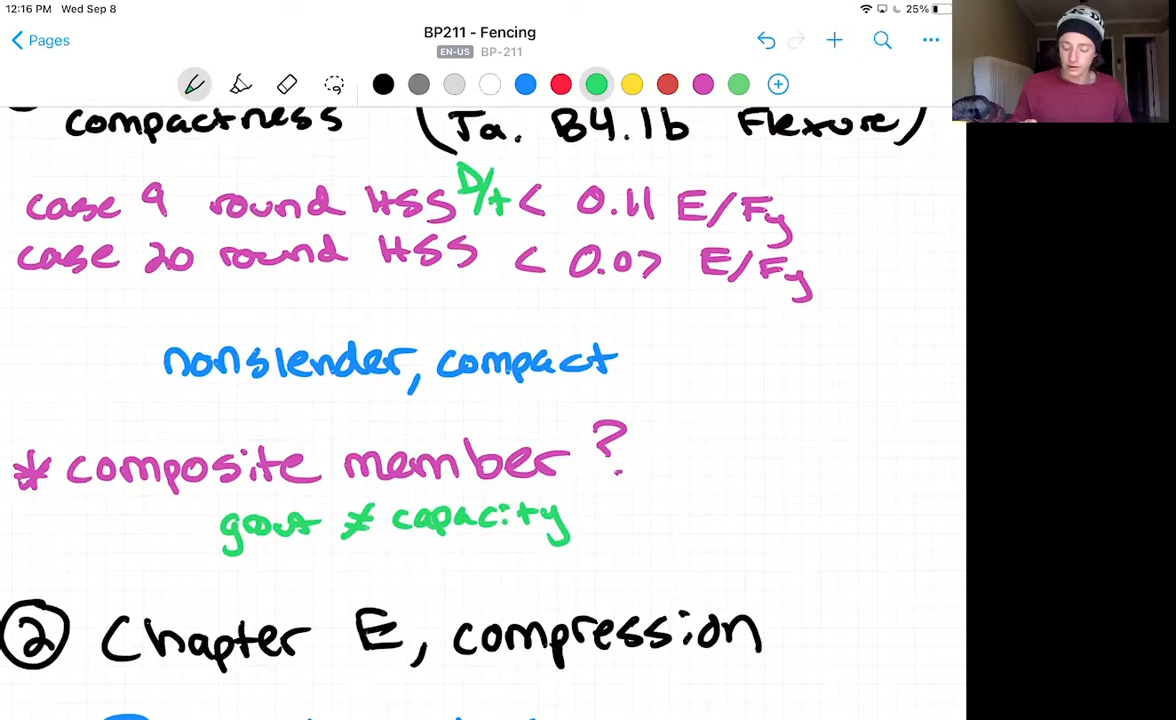 12:16 PM Wed Sep 8
25%
Pages
BP211 - Fencing
EN-US BP-211
compactness (Ta. B4.1b Flexure)
case 9 round HSS D/t < 0.11 E/Fy
case 20 round HSS < 0.07 E/Fy
nonslender, compact
* composite member ?
grout ≠ capacity
2 Chapter E, compression